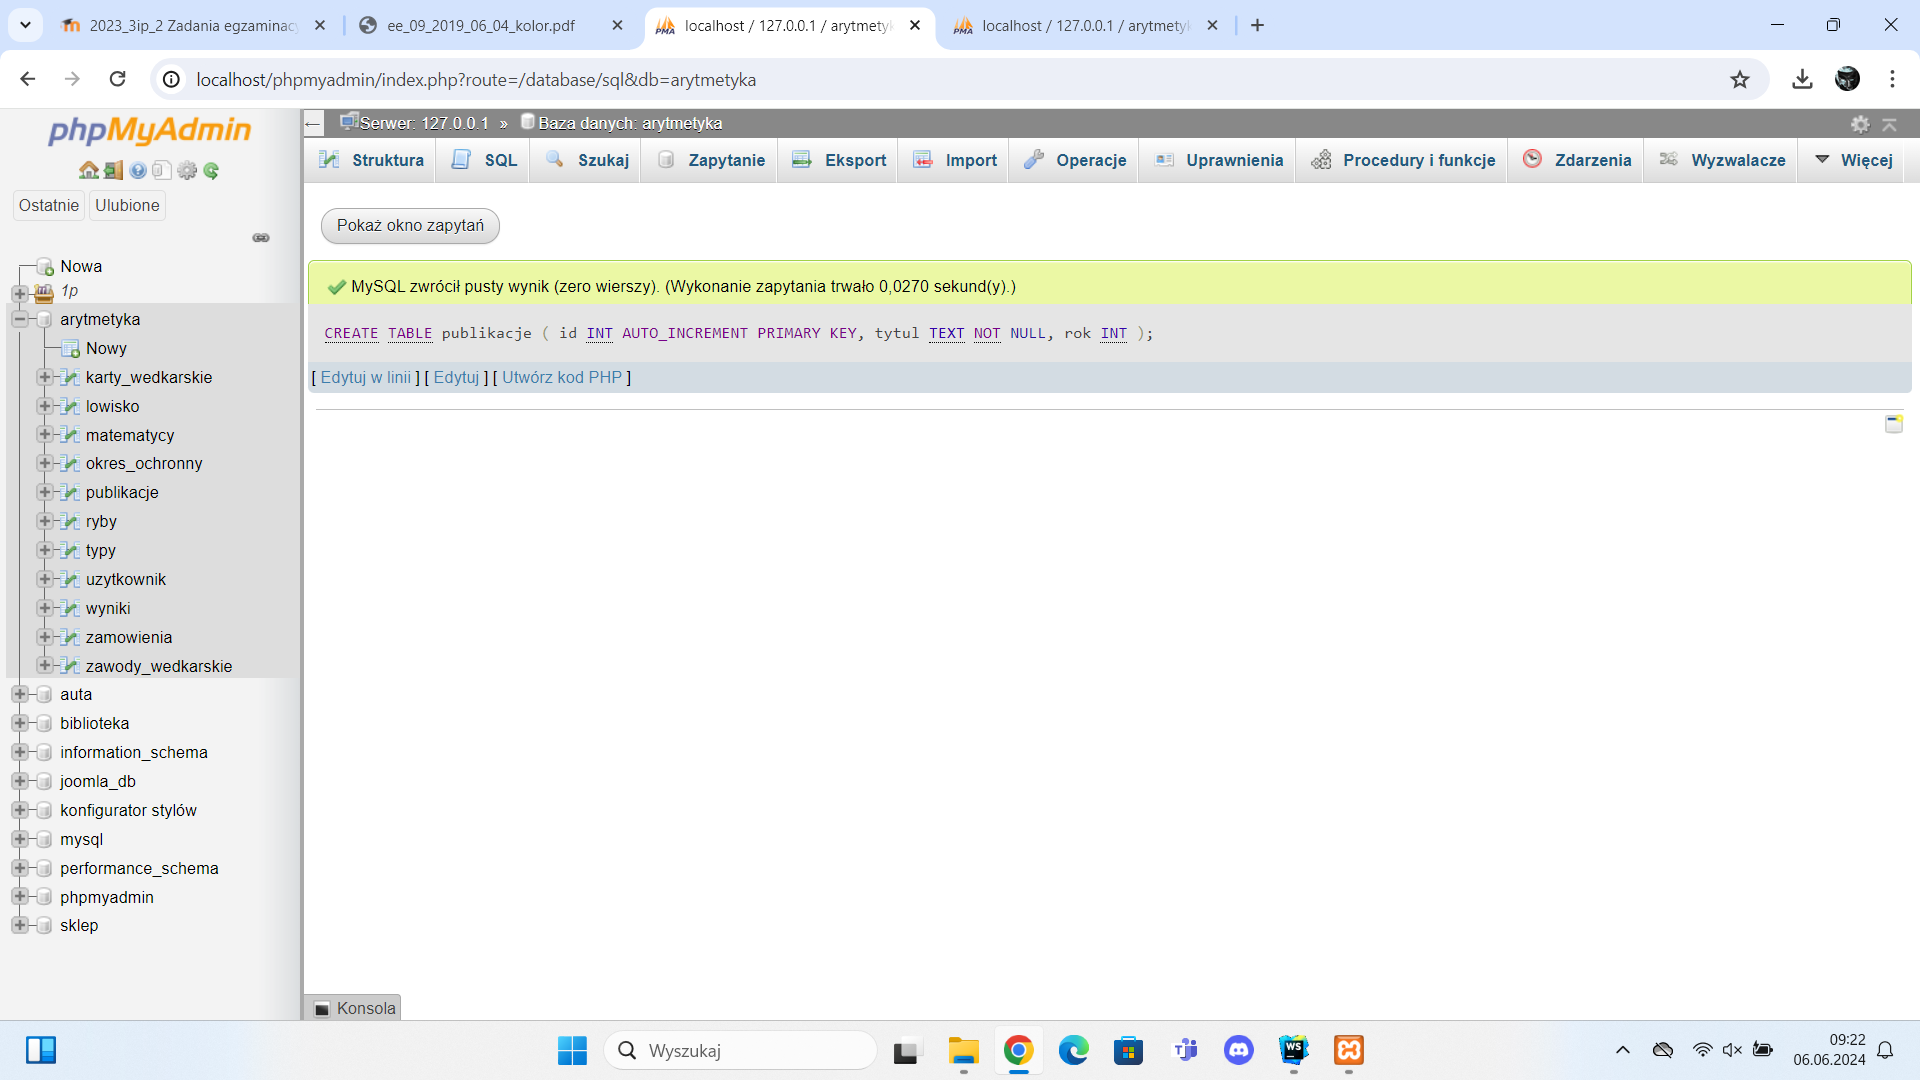 2023_3ip_2 Zadania egzaminac
ee_09_2019_06_04_kolor.pdf
localhost / 127.0.0.1 / arytmetyk
localhost / 127.0.0.1 / arytmetyk
localhost/phpmyadmin/index.php?route=/database/sql&db=arytmetyka
phpMyAdmin
Ostatnie
Ulubione
Nowa
1p
arytmetyka
Nowy
karty_wedkarskie
lowisko
matematycy
okres_ochronny
publikacje
ryby
typy
uzytkownik
wyniki
zamowienia
zawody_wedkarskie
auta
biblioteka
information_schema
joomla_db
konfigurator stylów
mysql
performance_schema
phpmyadmin
sklep
Serwer: 127.0.0.1 » Baza danych: arytmetyka
Struktura
SQL
Szukaj
Zapytanie
Eksport
Import
Operacje
Uprawnienia
Procedury i funkcje
Zdarzenia
Wyzwalacze
Więcej
Pokaż okno zapytań
MySQL zwrócił pusty wynik (zero wierszy). (Wykonanie zapytania trwało 0,0270 sekund(y).)
CREATE TABLE publikacje ( id INT AUTO_INCREMENT PRIMARY KEY, tytul TEXT NOT NULL, rok INT );
[ Edytuj w linii ] [ Edytuj ] [ Utwórz kod PHP ]
Konsola
Wyszukaj
09:22
06.06.2024